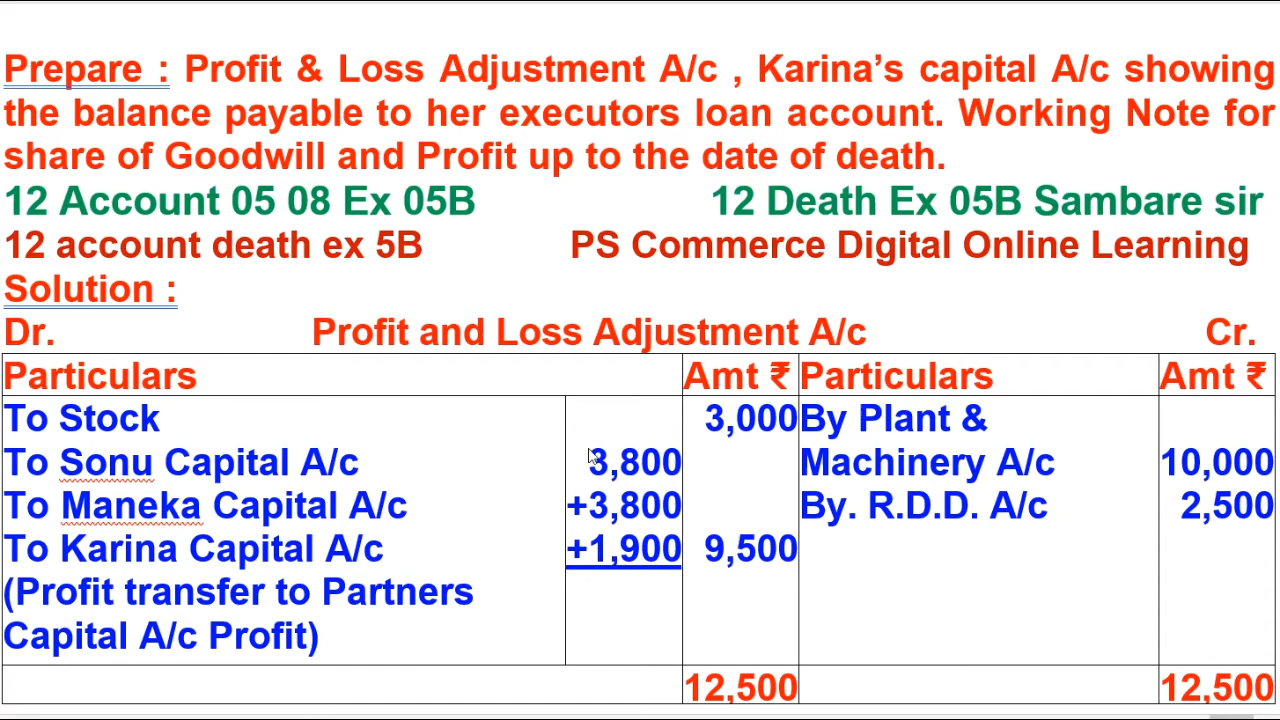 Prepare : Profit & Loss Adjustment A/c , Karina’s capital A/c showing
the balance payable to her executors loan account. Working Note for
share of Goodwill and Profit up to the date of death.
12 Account 05 08 Ex 05B 12 Death Ex 05B Sambare sir
12 account death ex 5B PS Commerce Digital Online Learning
Solution :
Dr. Profit and Loss Adjustment A/c Cr.
Particulars Amt ₹ Particulars Amt ₹
To Stock 3,000 By Plant &
To Sonu Capital A/c 3,800 Machinery A/c 10,000
To Maneka Capital A/c +3,800 By. R.D.D. A/c 2,500
To Karina Capital A/c +1,900 9,500
(Profit transfer to Partners
Capital A/c Profit)
12,500 12,500